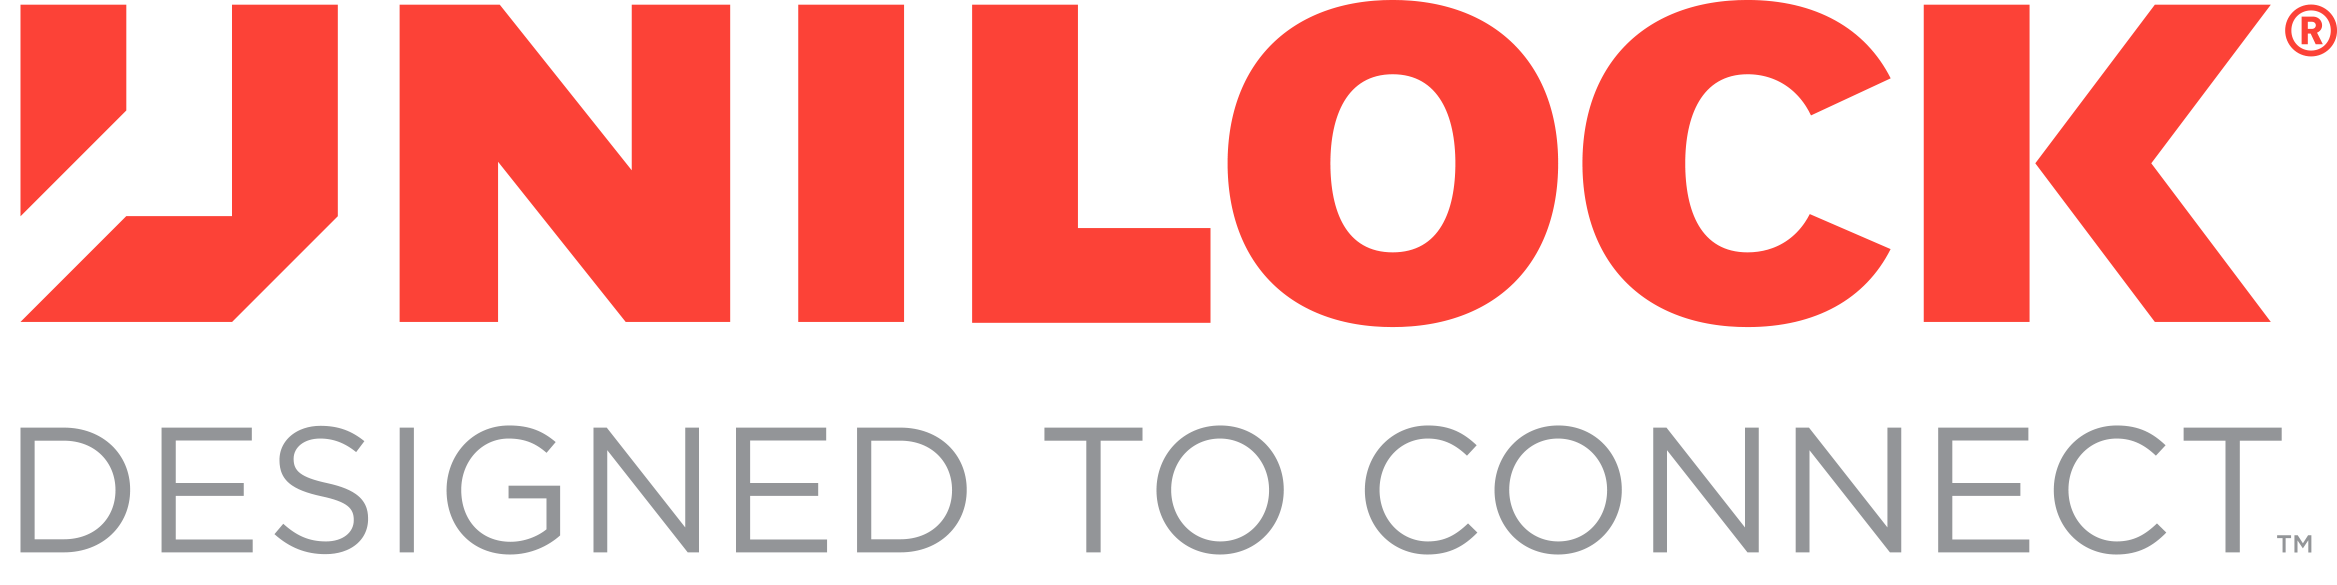 UNILOCK®
DESIGNED TO CONNECT™